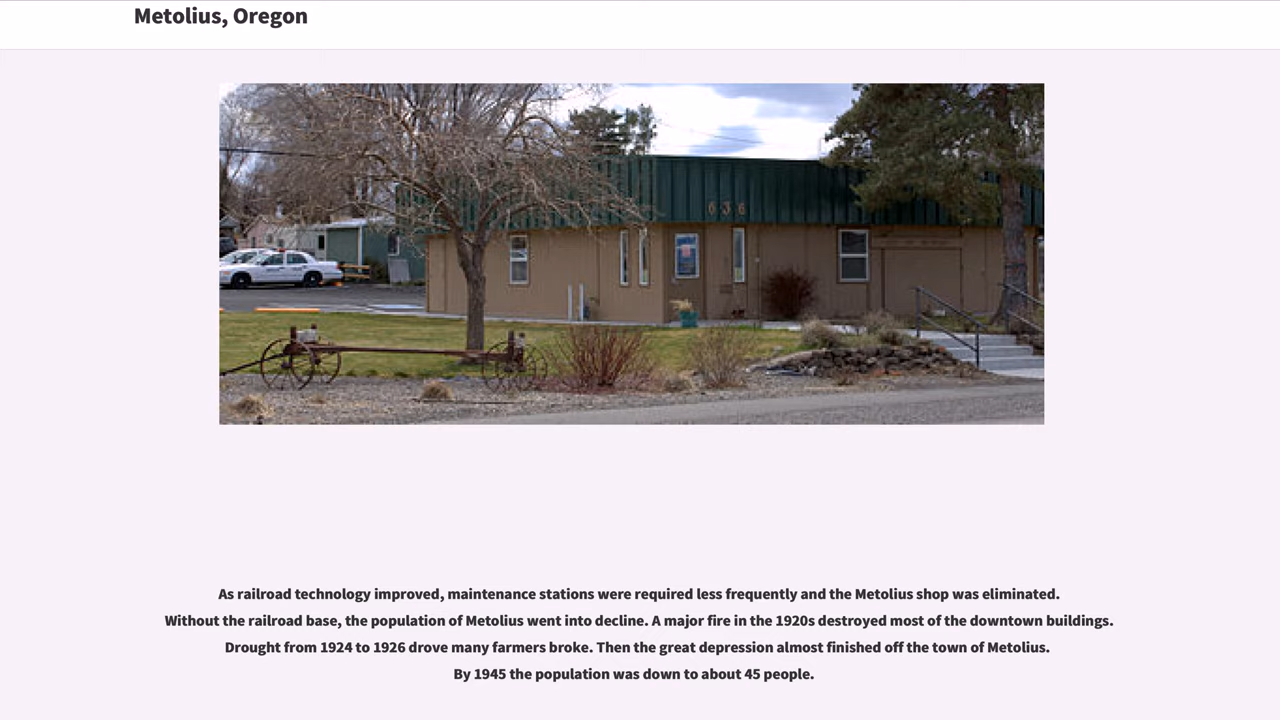 Metolius, Oregon
636
As railroad technology improved, maintenance stations were required less frequently and the Metolius shop was eliminated.
Without the railroad base, the population of Metolius went into decline. A major fire in the 1920s destroyed most of the downtown buildings.
Drought from 1924 to 1926 drove many farmers broke. Then the great depression almost finished off the town of Metolius.
By 1945 the population was down to about 45 people.